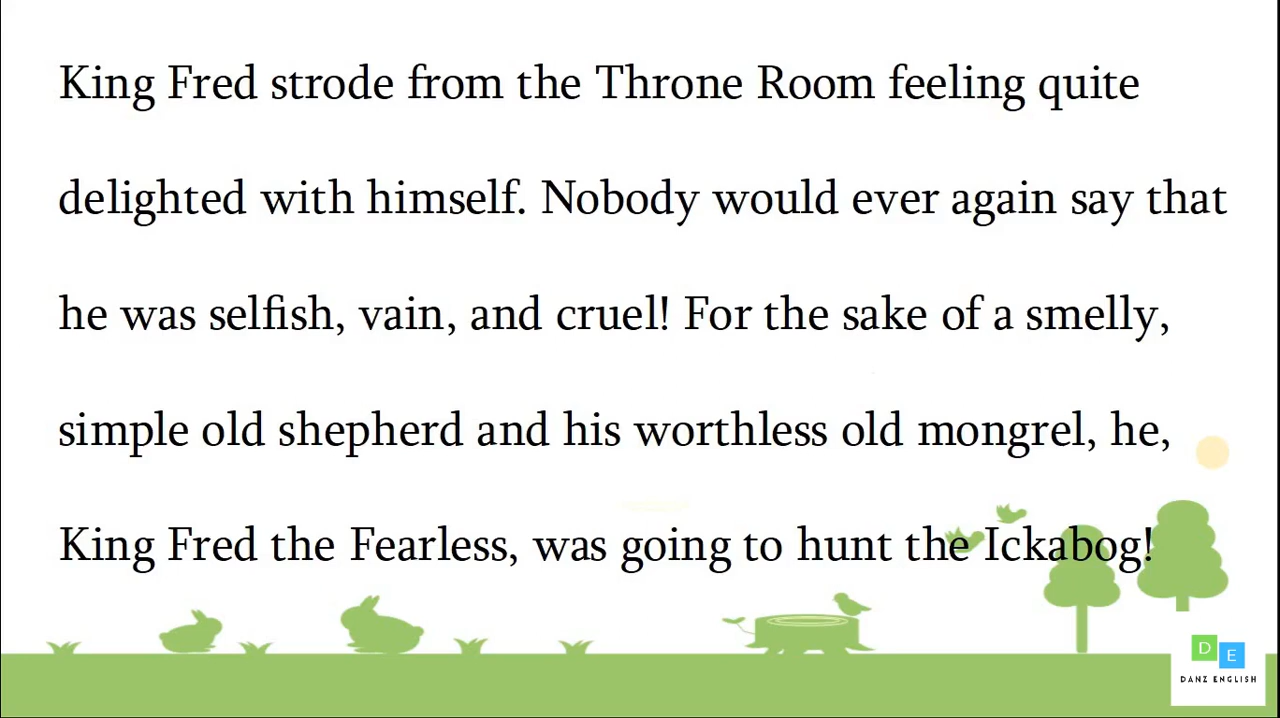 King Fred strode from the Throne Room feeling quite
delighted with himself. Nobody would ever again say that
he was selfish, vain, and cruel! For the sake of a smelly,
simple old shepherd and his worthless old mongrel, he,
King Fred the Fearless, was going to hunt the Ickabog!
D E
DANZ ENGLISH